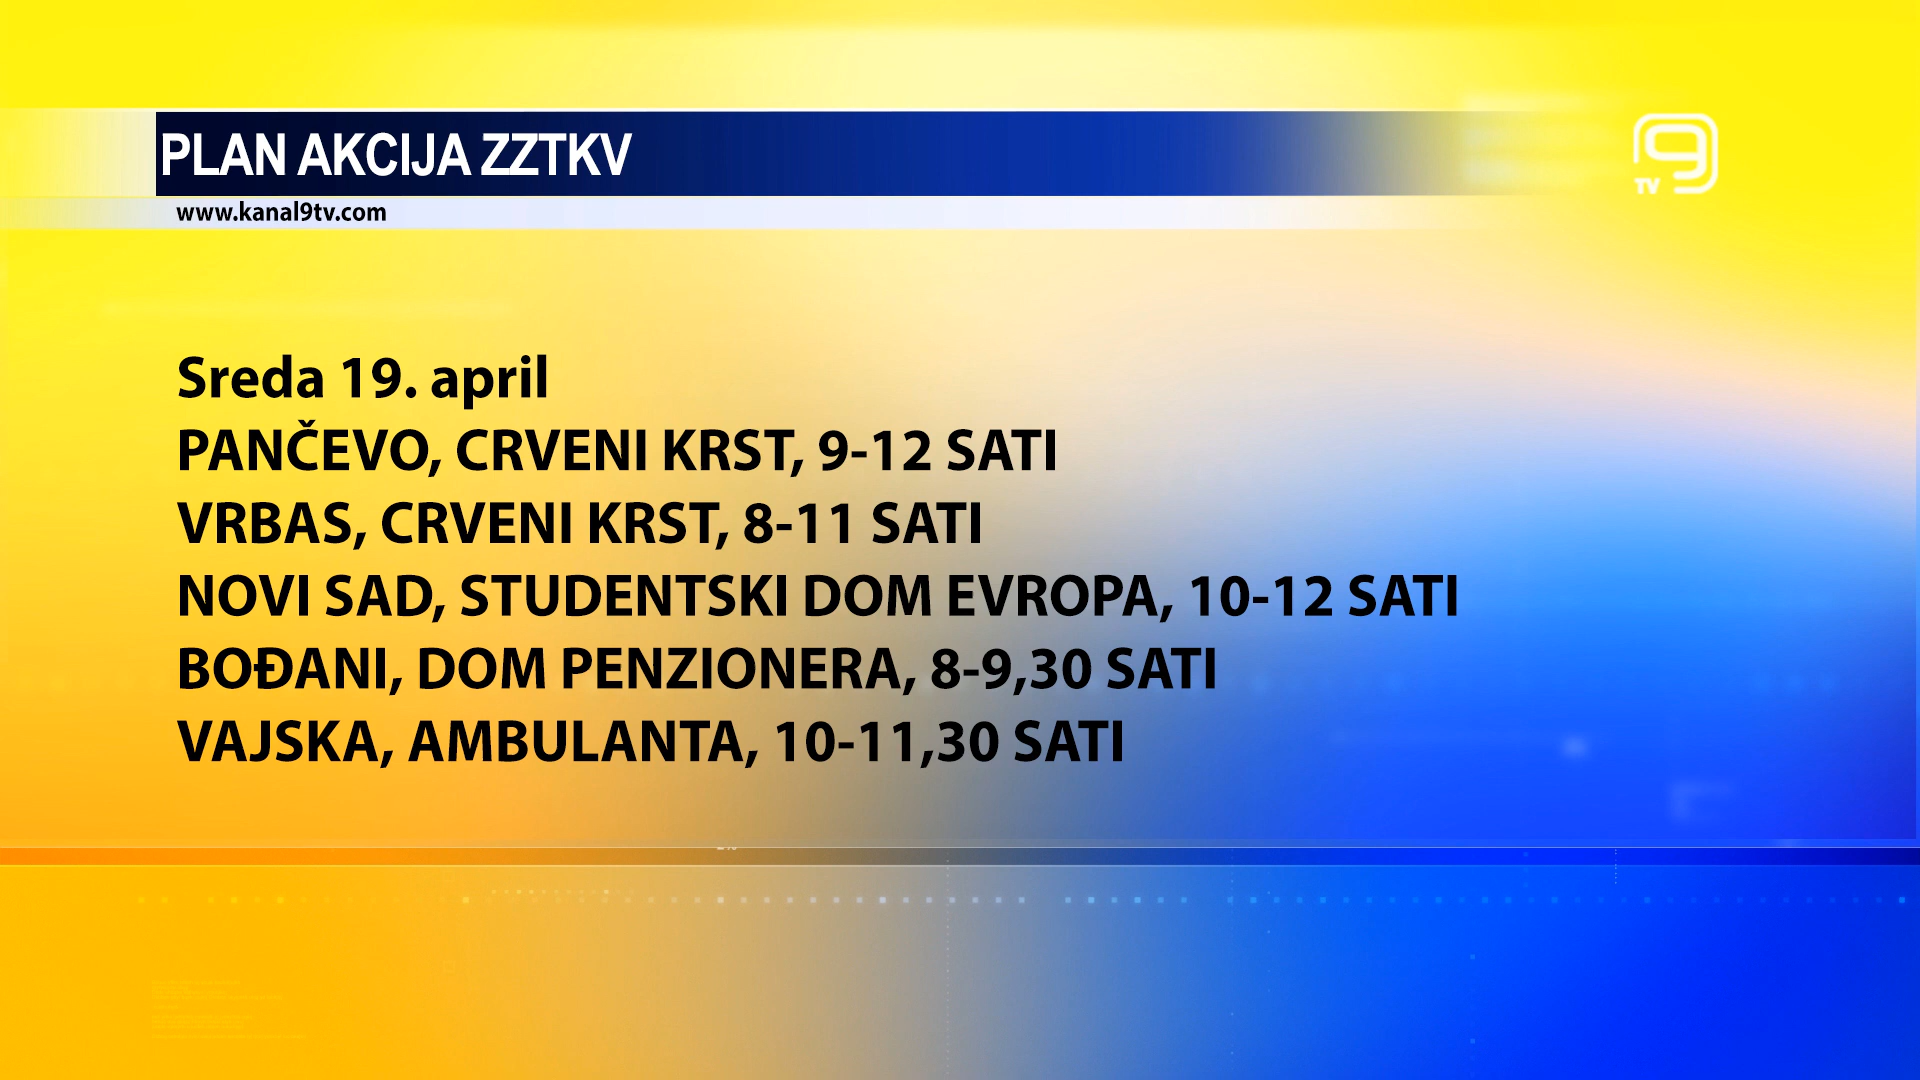 PLAN AKCIJA ZZTKV
www.kanal9tv.com
TV 9
Sreda 19. april
PANČEVO, CRVENI KRST, 9-12 SATI
VRBAS, CRVENI KRST, 8-11 SATI
NOVI SAD, STUDENTSKI DOM EVROPA, 10-12 SATI
BOĐANI, DOM PENZIONERA, 8-9,30 SATI
VAJSKA, AMBULANTA, 10-11,30 SATI